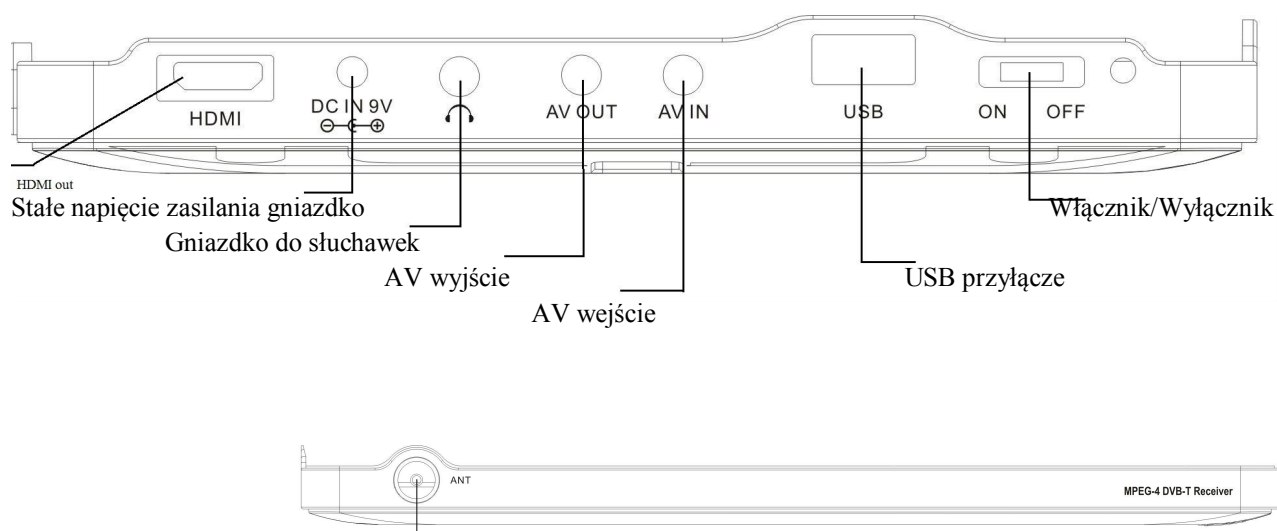 HDMI
DC IN 9V
AV OUT
AV IN
USB
ON OFF
HDMI out
Stałe napięcie zasilania gniazdko
Włącznik/Wyłącznik
Gniazdko do słuchawek
AV wyjście
USB przyłącze
AV wejście
ANT
MPEG-4 DVB-T Receiver